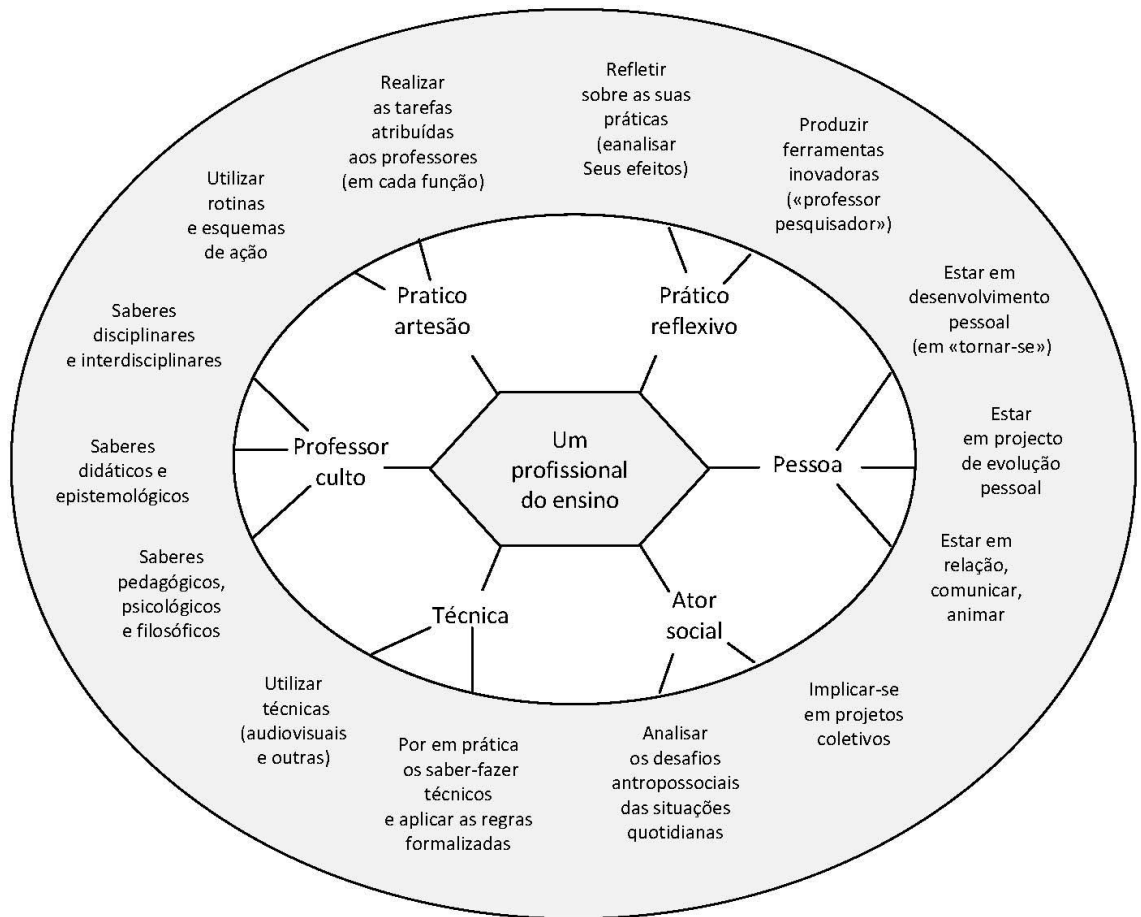 Realizar
as tarefas
atribuídas
aos professores
(em cada função)
Refletir
sobre as suas
práticas
(eanalisar
Seus efeitos)
Produzir
ferramentas
inovadoras
(«professor
pesquisador»)
Utilizar
rotinas
e esquemas
de ação
Estar em
desenvolvimento
pessoal
(em «tornar-se»)
Saberes
disciplinares
e interdisciplinares
Pratico
artesão
Prático
reflexivo
Estar
em projecto
de evolução
pessoal
Saberes
didáticos e
epistemológicos
Professor
culto
Um
profissional
do ensino
Pessoa
Estar em
relação,
comunicar,
animar
Saberes
pedagógicos,
psicológicos
e filosóficos
Técnica
Ator
social
Implicar-se
em projetos
coletivos
Utilizar
técnicas
(audiovisuais
e outras)
Por em prática
os saber-fazer
técnicos
e aplicar as regras
formalizadas
Analisar
os desafios
antropossociais
das situações
quotidianas